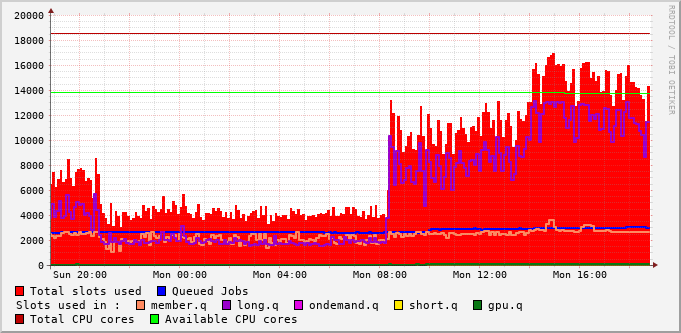 20000
18000
16000
14000
12000
10000
8000
6000
4000
2000
0
Sun 20:00 Mon 00:00 Mon 04:00 Mon 08:00 Mon 12:00 Mon 16:00
RRDTOOL / TOBI OETIKER
Total slots used Queued Jobs
Slots used in : member.q long.q ondemand.q short.q gpu.q
Total CPU cores Available CPU cores